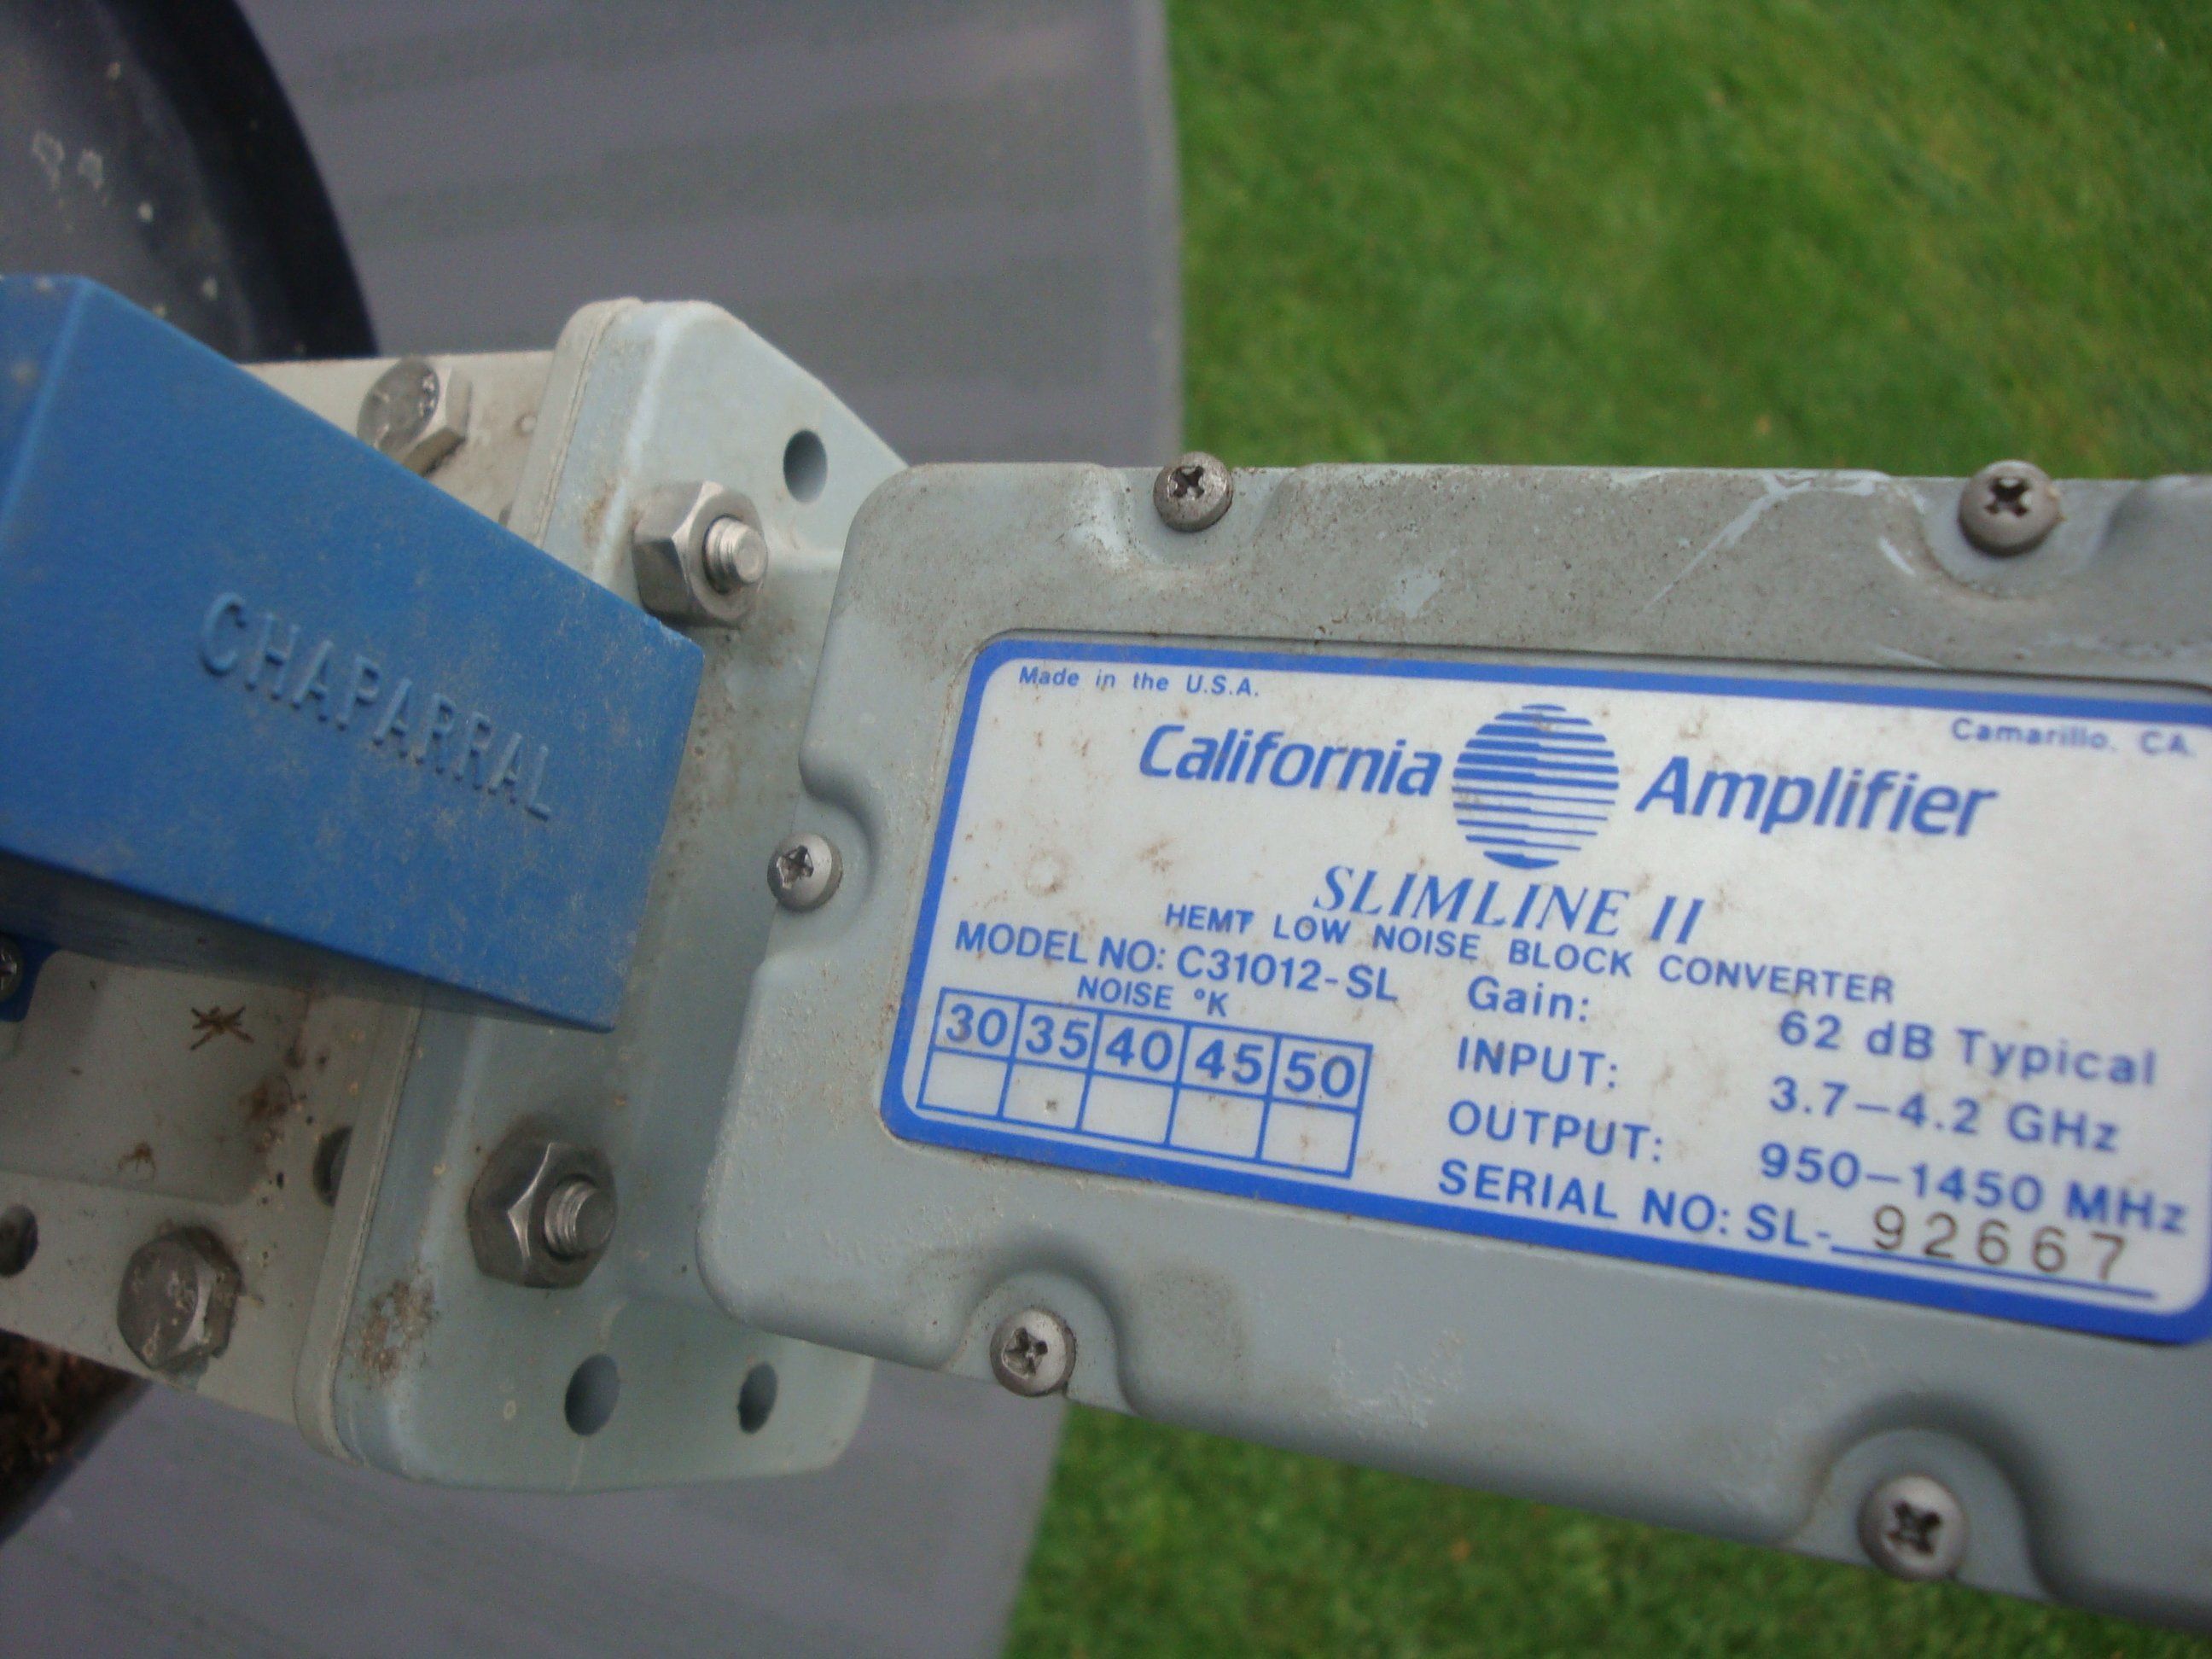 CHAPARRAL
Made in the U.S.A.
Camarillo, CA.
California Amplifier
SLIMLINE II
HEMT LOW NOISE BLOCK CONVERTER
MODEL NO: C31012-SL
NOISE °K
30 35 40 45 50
Gain: 62 dB Typical
INPUT: 3.7-4.2 GHz
OUTPUT: 950-1450 MHz
SERIAL NO: SL-92667